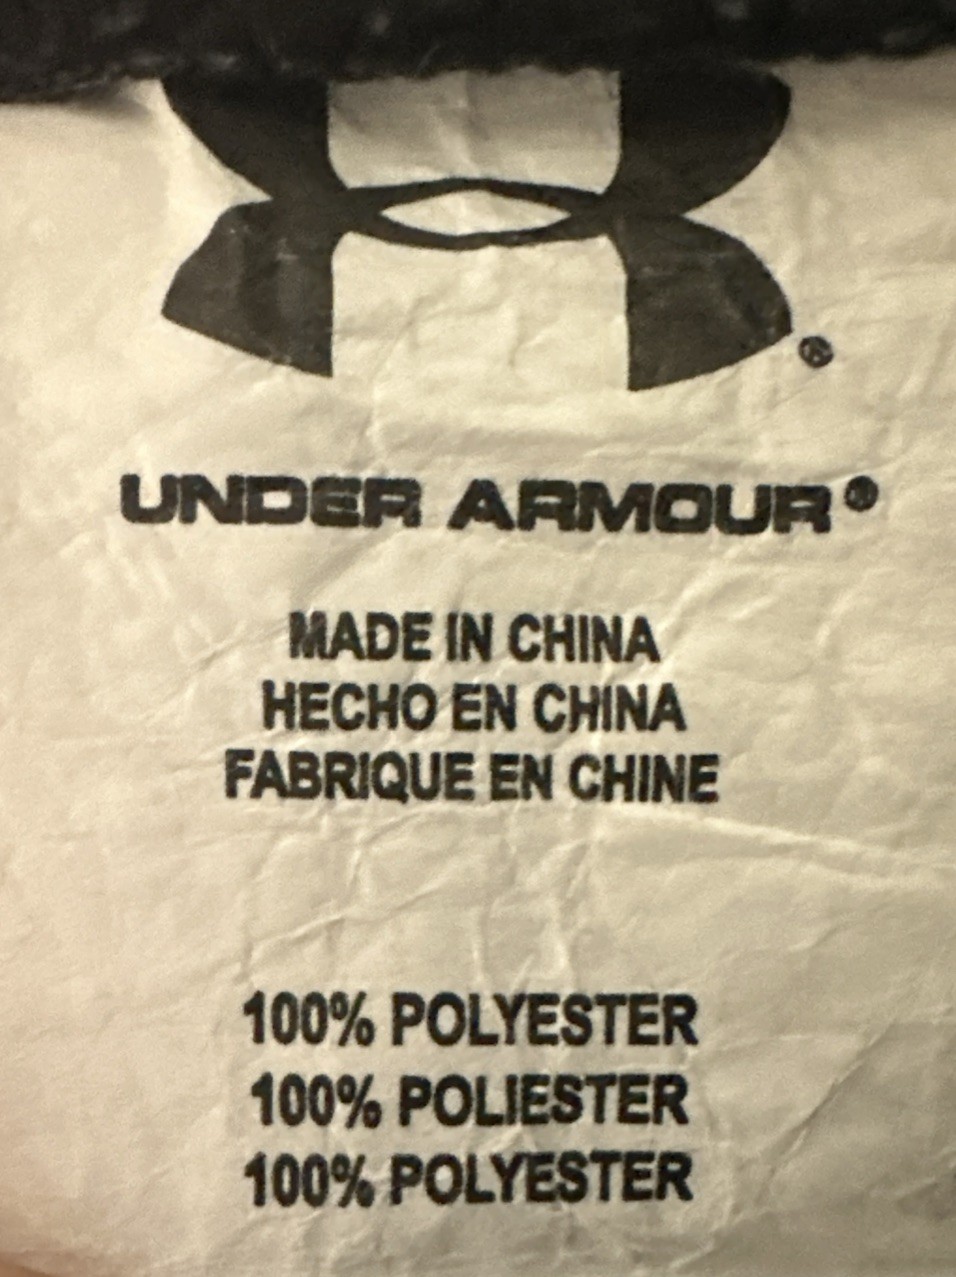 UNDER ARMOUR®
MADE IN CHINA
HECHO EN CHINA
FABRIQUE EN CHINE
100% POLYESTER
100% POLIESTER
100% POLYESTER